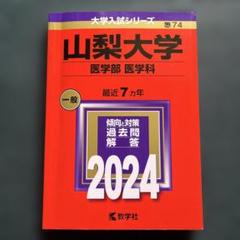 大学入試シリーズ
74
山梨大学
医学部 医学科
最近7カ年
一般
傾向と対策
過去問
解答
2024
教学社